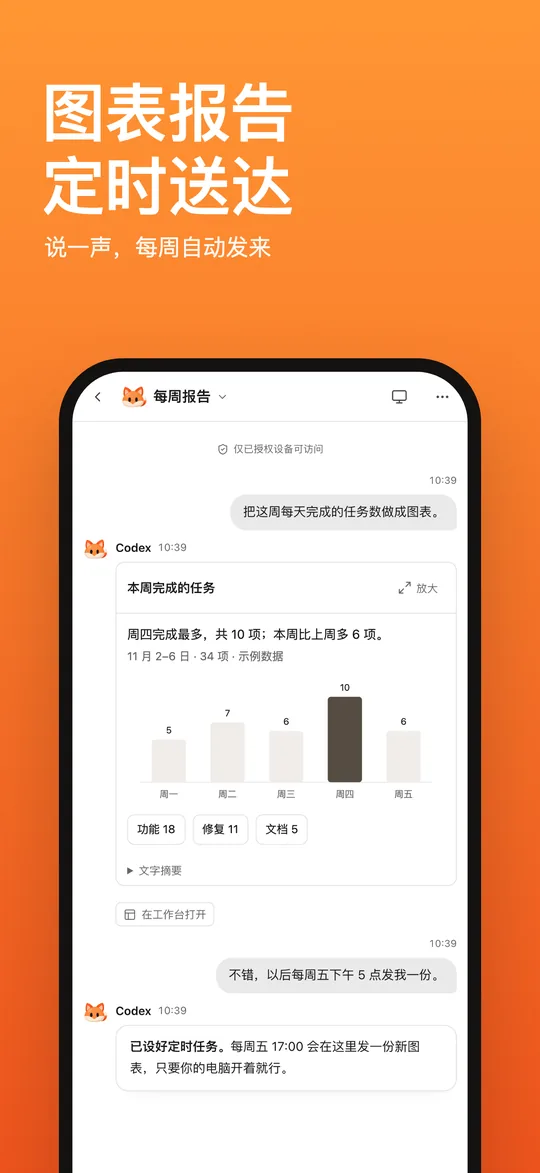 图表报告
定时送达
说一声，每周自动发来
每周报告
仅已授权设备可访问
10:39
把这周每天完成的任务数做成图表。
Codex 10:39
本周完成的任务
放大
周四完成最多，共 10 项；本周比上周多 6 项。
11 月 2–6 日 · 34 项 · 示例数据
5
7
6
10
6
周一
周二
周三
周四
周五
功能 18
修复 11
文档 5
文字摘要
在工作台打开
10:39
不错，以后每周五下午 5 点发我一份。
Codex 10:39
已设好定时任务。每周五 17:00 会在这里发一份新图
表，只要你的电脑开着就行。